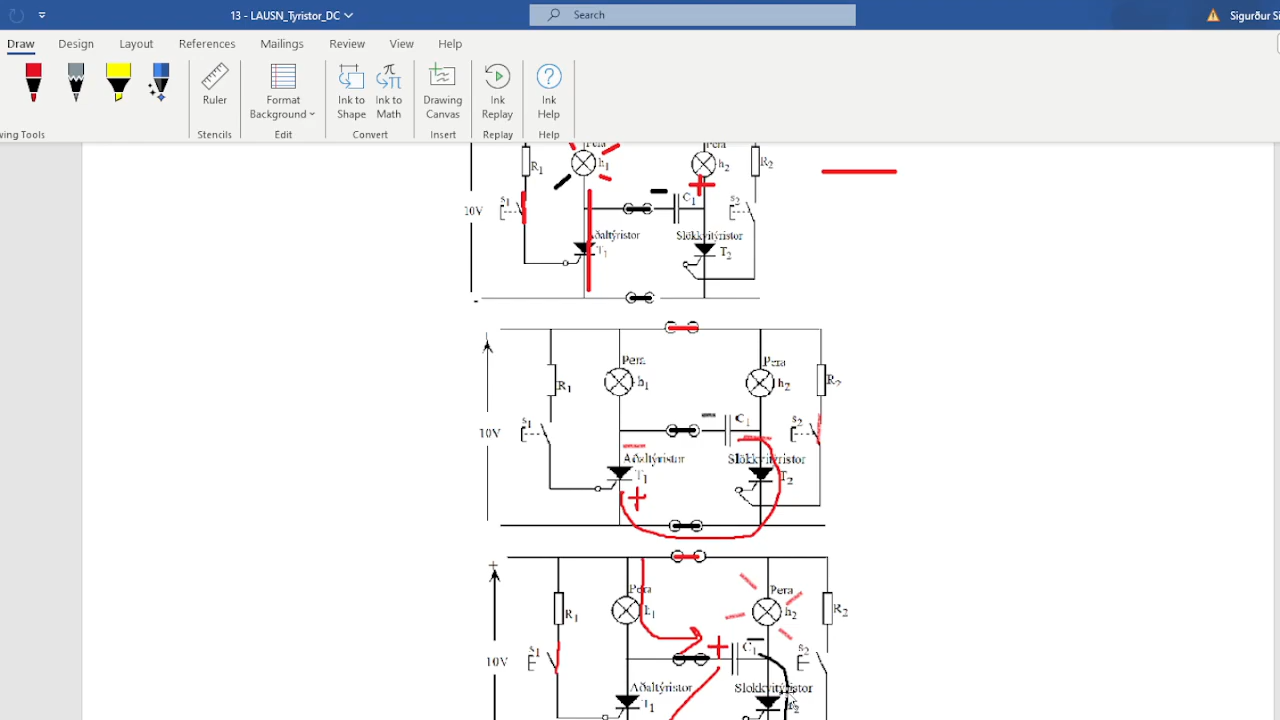 13 - LAUSN_Tyristor_DC
Search
Sigurður Si
Draw Design Layout References Mailings Review View Help
Ruler
Format Background
Ink to Shape
Ink to Math
Drawing Canvas
Ink Replay
Ink Help
wing Tools
Stencils
Edit
Convert
Insert
Replay
Help
Pera
h1
Pera
h2
R1
R2
S1
- +
C1
S2
10V
Aðaltýristor
T1
Slökkvitýristor
T2
-
Pera
h1
Pera
h2
R1
R2
S1
-
C1
S2
10V
-
Aðaltýristor
T1
Slökkvitýristor
T2
+
+
Pera
h1
Pera
h2
R1
R2
S1
+ -
C1
S2
10V
Aðaltýristor
T1
Slökkvitýristor
T2